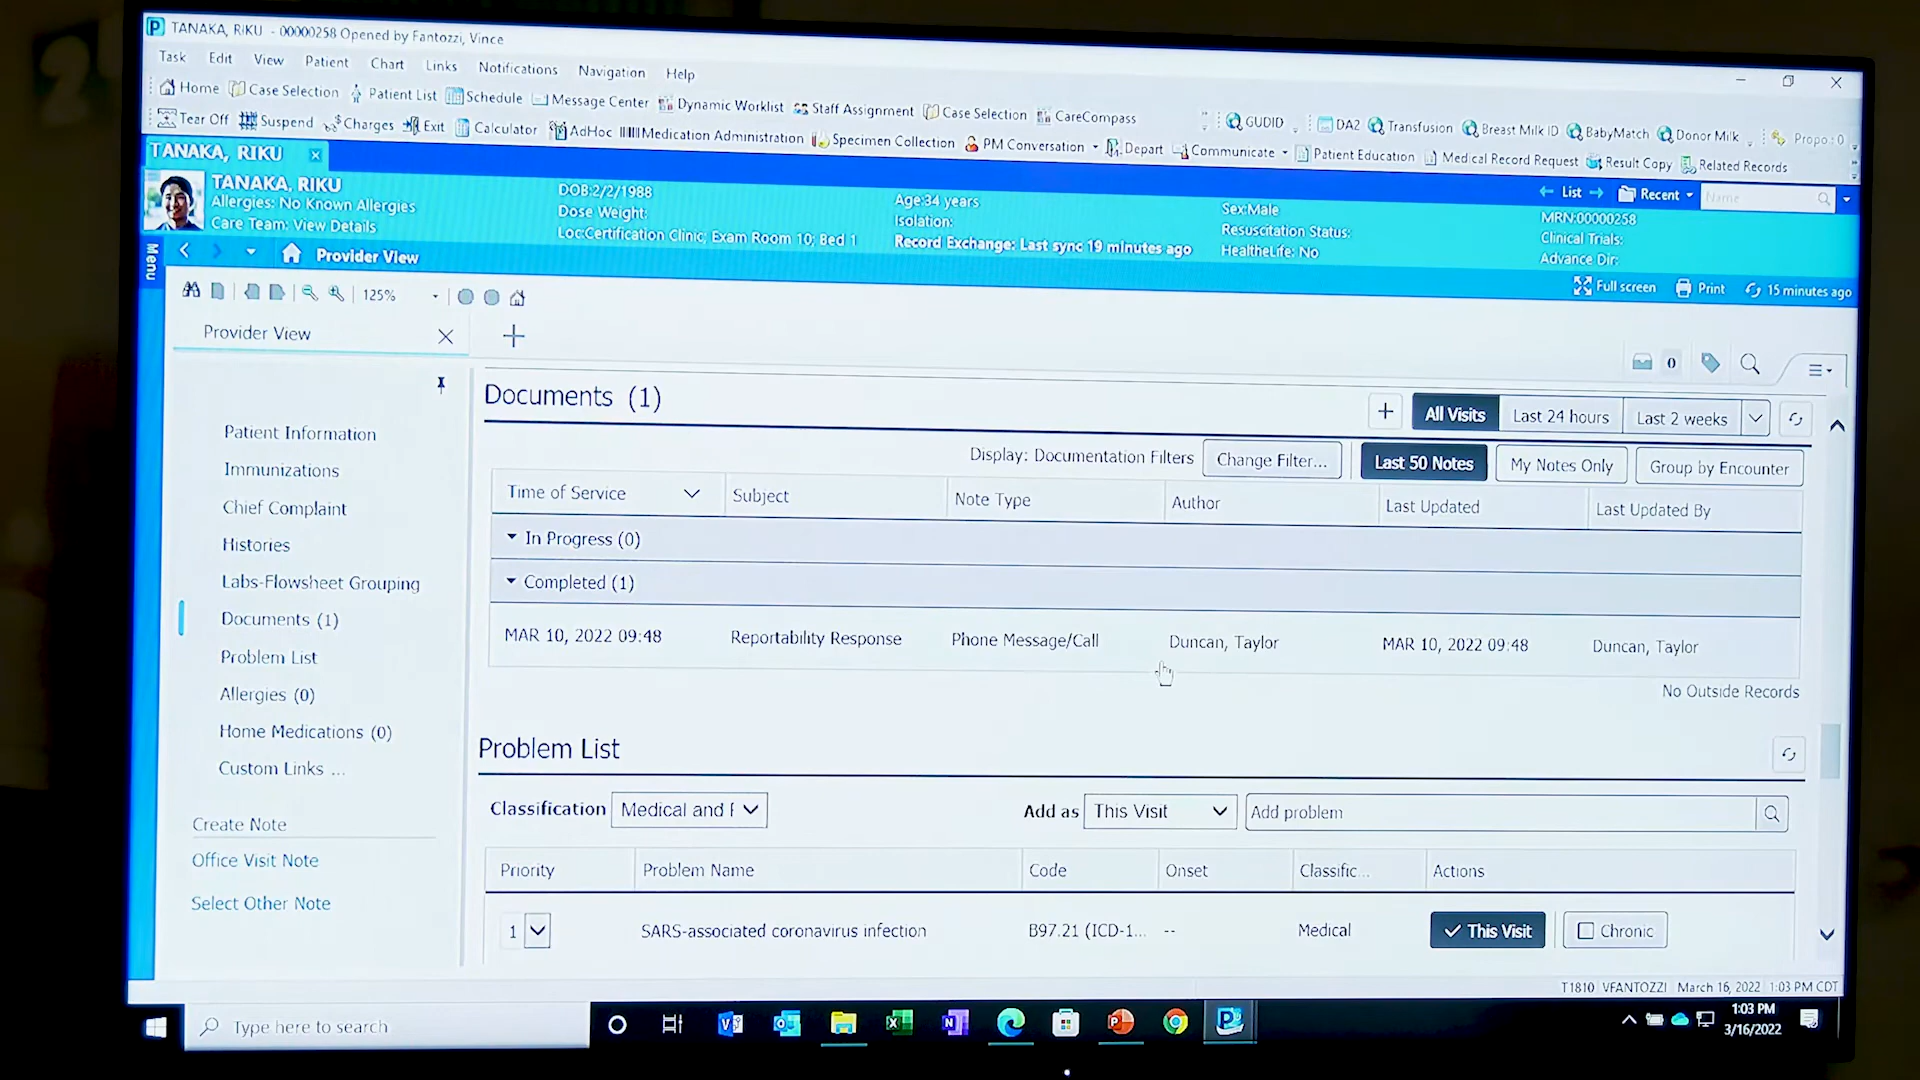 TANAKA, RIKU - 00000258 Opened by Fantozzi, Vince
Task Edit View Patient Chart Links Notifications Navigation Help
Home Case Selection Patient List Schedule Message Center Dynamic Worklist Staff Assignment Case Selection CareCompass
GUDID DA2 Transfusion Breast Milk ID BabyMatch Donor Milk Propo : 0
Tear Off Suspend Charges Exit Calculator AdHoc Medication Administration Specimen Collection PM Conversation Depart Communicate Patient Education Medical Record Request Result Copy Related Records
TANAKA, RIKU
List Recent Name
TANAKA, RIKU
Allergies: No Known Allergies
Care Team: View Details
DOB:2/2/1988
Dose Weight:
Loc:Certification Clinic; Exam Room 10; Bed 1
Age:34 years
Isolation:
Record Exchange: Last sync 19 minutes ago
Sex:Male
Resuscitation Status:
HealtheLife: No
MRN:00000258
Clinical Trials:
Advance Dir:
Menu
Provider View
Full screen Print 15 minutes ago
125%
Provider View
0
Patient Information
Immunizations
Chief Complaint
Histories
Labs-Flowsheet Grouping
Documents (1)
Problem List
Allergies (0)
Home Medications (0)
Custom Links ...
Create Note
Office Visit Note
Select Other Note
Documents (1)
All Visits Last 24 hours Last 2 weeks
Display: Documentation Filters Change Filter... Last 50 Notes My Notes Only Group by Encounter
Time of Service Subject Note Type Author Last Updated Last Updated By
In Progress (0)
Completed (1)
MAR 10, 2022 09:48 Reportability Response Phone Message/Call Duncan, Taylor MAR 10, 2022 09:48 Duncan, Taylor
No Outside Records
Problem List
Classification Medical and Add as This Visit Add problem
Priority Problem Name Code Onset Classific... Actions
1 SARS-associated coronavirus infection B97.21 (ICD-1... -- Medical This Visit Chronic
T1810 VFANTOZZI March 16, 2022 1:03 PM CDT
Type here to search
1:03 PM
3/16/2022